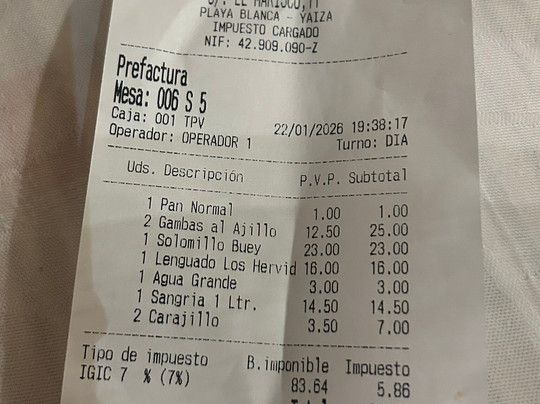 C/. EL MARISCO, 11
PLAYA BLANCA - YAIZA
IMPUESTO CARGADO
NIF: 42.909.090-Z
Prefactura
Mesa: 006 S 5
Caja: 001 TPV 22/01/2026 19:38:17
Operador: OPERADOR 1 Turno: DIA
Uds. Descripción P.V.P. Subtotal
1 Pan Normal 1.00 1.00
2 Gambas al Ajillo 12.50 25.00
1 Solomillo Buey 23.00 23.00
1 Lenguado Los Hervid 16.00 16.00
1 Agua Grande 3.00 3.00
1 Sangria 1 Ltr. 14.50 14.50
2 Carajillo 3.50 7.00
Tipo de impuesto B.imponible Impuesto
IGIC 7 % (7%) 83.64 5.86